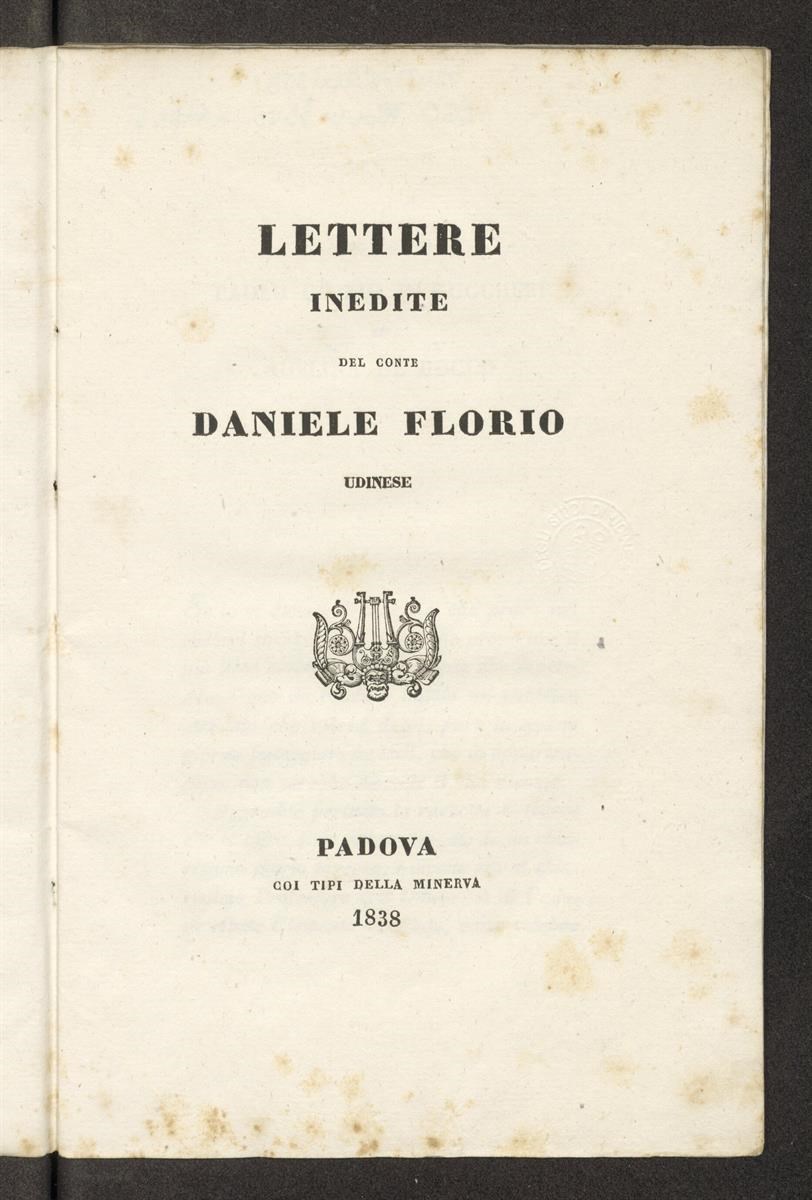 LETTERE
INEDITE
DEL CONTE
DANIELE FLORIO
UDINESE
PADOVA
COI TIPI DELLA MINERVA
1838